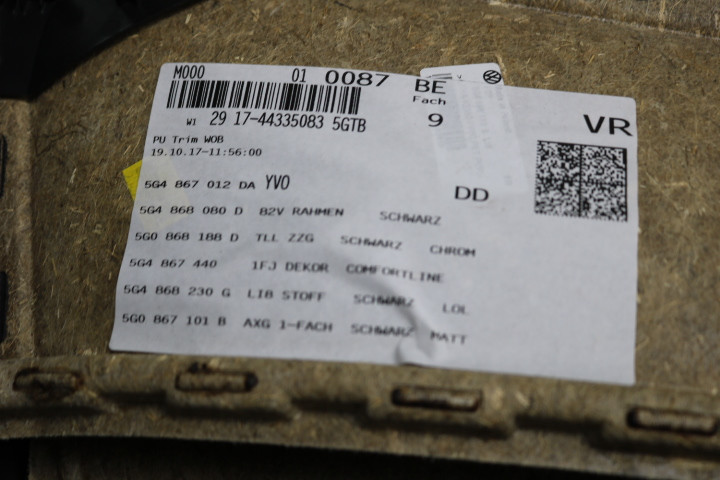 M000 01 0087 BE
Fach
9
W1 29 17-44335083 5GTB
VR
PU Trim WOB
19.10.17-11:56:00
5G4 867 012 DA YVO DD
5G4 868 080 D 82V RAHMEN SCHWARZ
5G0 868 188 D TLL ZZG SCHWARZ CHROM
5G4 867 440 1FJ DEKOR COMFORTLINE
5G4 868 230 G LIB STOFF SCHWARZ LOL
5G0 867 101 B AXG 1-FACH SCHWARZ MATT